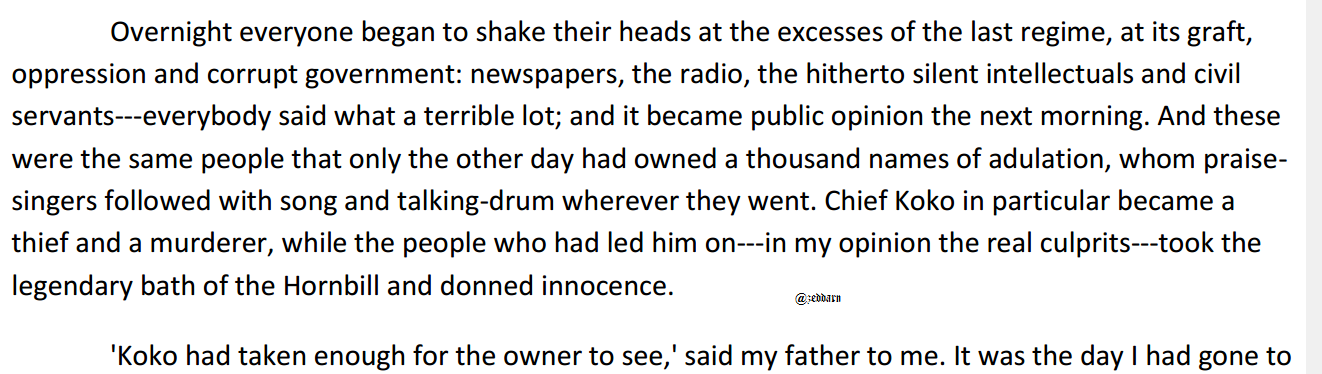 Overnight everyone began to shake their heads at the excesses of the last regime, at its graft,
oppression and corrupt government: newspapers, the radio, the hitherto silent intellectuals and civil
servants---everybody said what a terrible lot; and it became public opinion the next morning. And these
were the same people that only the other day had owned a thousand names of adulation, whom praise-
singers followed with song and talking-drum wherever they went. Chief Koko in particular became a
thief and a murderer, while the people who had led him on---in my opinion the real culprits---took the
legendary bath of the Hornbill and donned innocence.
'Koko had taken enough for the owner to see,' said my father to me. It was the day I had gone to